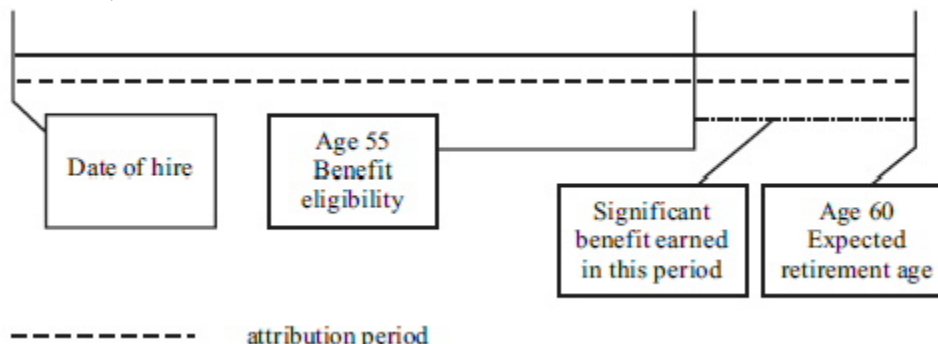 Date of hire
Age 55
Benefit
eligibility
Significant
benefit earned
in this period
Age 60
Expected
retirement age
attribution period